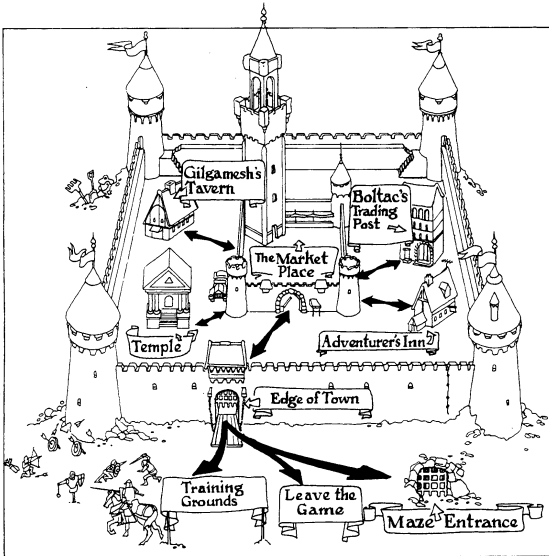 Gilgamesh's
Tavern
Boltac's
Trading
Post
The Market
Place
Temple
Adventurer's Inn
Edge of Town
Training
Grounds
Leave the
Game
Maze Entrance